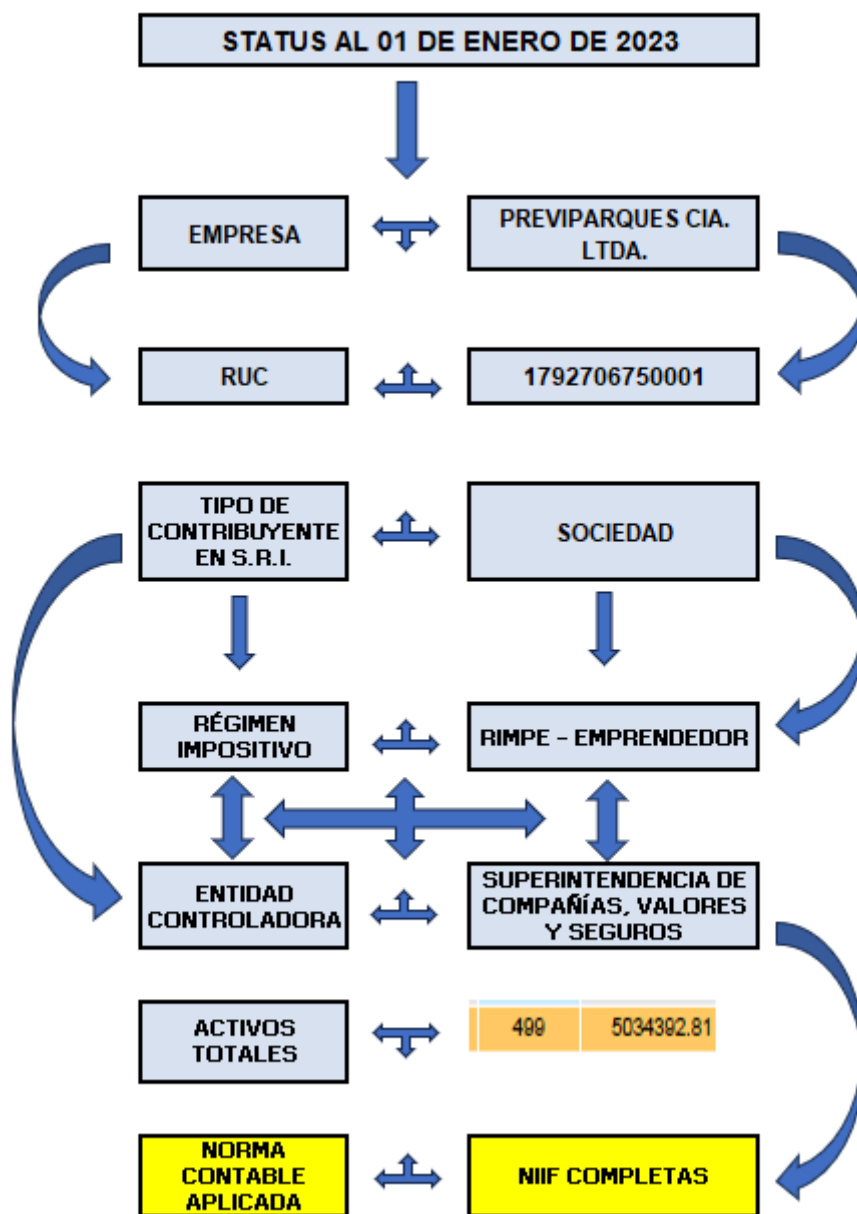 STATUS AL 01 DE ENERO DE 2023
EMPRESA
PREVIPARQUES CIA.
LTDA.
RUC
1792706750001
TIPO DE
CONTRIBUYENTE
EN S.R.I.
SOCIEDAD
RÉGIMEN
IMPOSITIVO
RIMPE - EMPRENDEDOR
ENTIDAD
CONTROLADORA
SUPERINTENDENCIA DE
COMPAÑÍAS, VALORES
Y SEGUROS
ACTIVOS
TOTALES
499 5034392.81
NORMA
CONTABLE
APLICADA
NIIF COMPLETAS